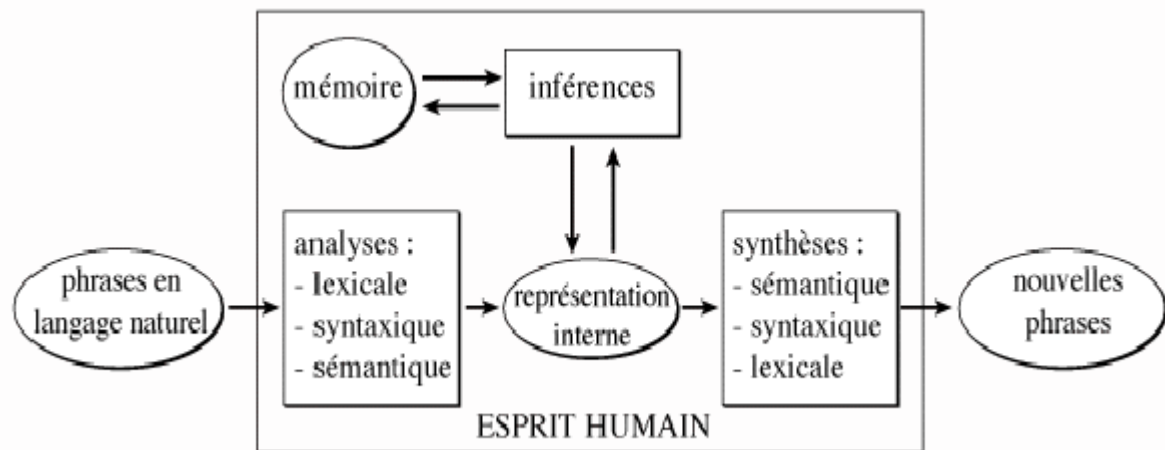 mémoire
inférences
phrases en
langage naturel
analyses :
- lexicale
- syntaxique
- sémantique
représentation
interne
synthèses :
- sémantique
- syntaxique
- lexicale
nouvelles
phrases
ESPRIT HUMAIN